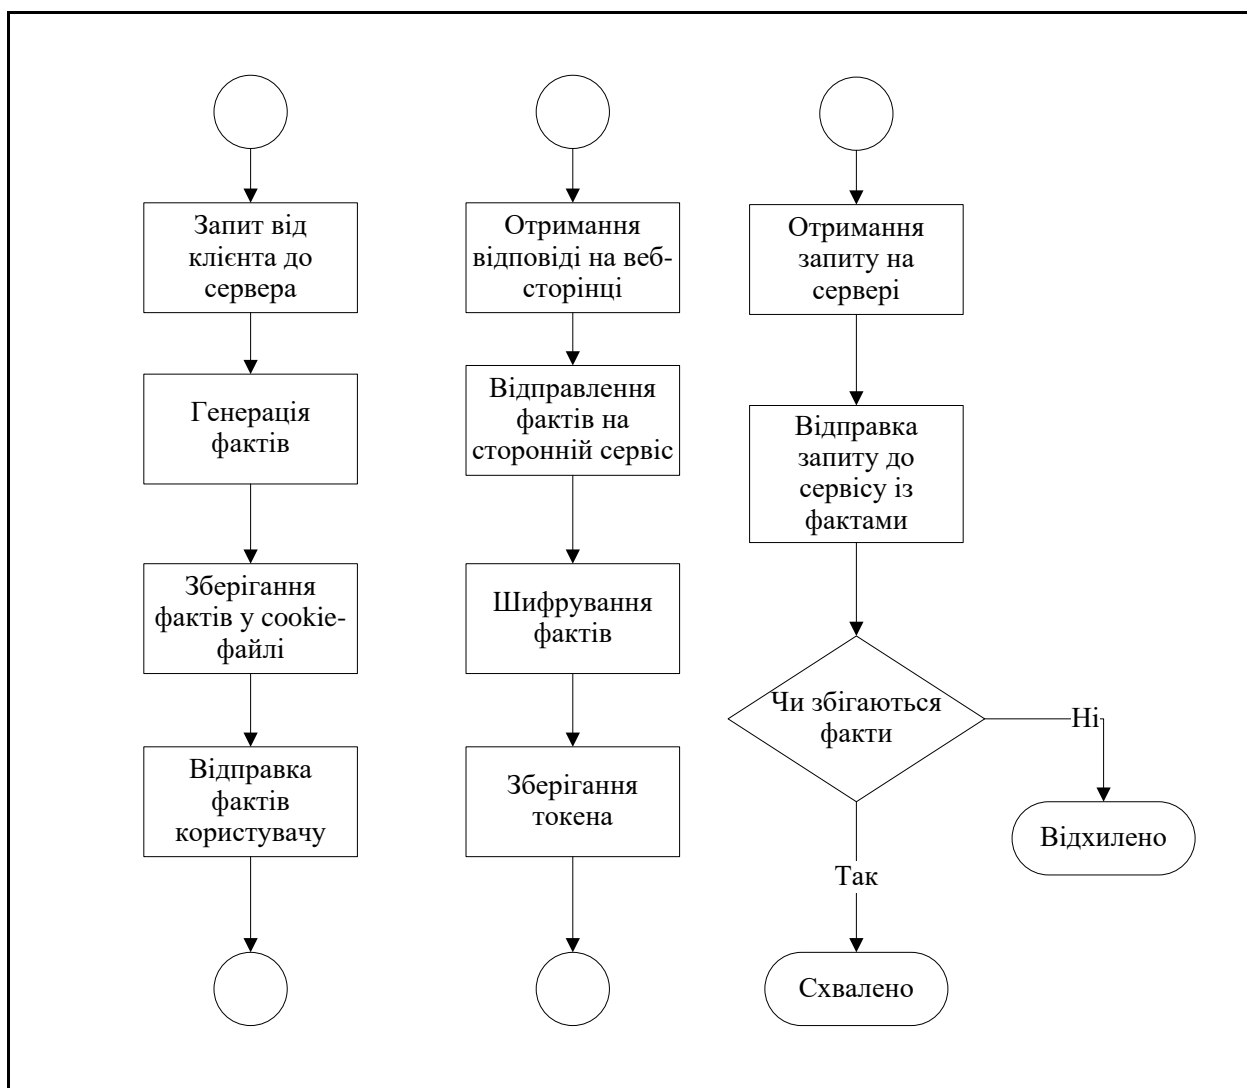 Запит від
клієнта до
сервера
Генерація
фактів
Зберігання
фактів у cookie-
файлі
Відправка
фактів
користувачу
Отримання
відповіді на веб-
сторінці
Відправлення
фактів на
сторонній сервіс
Шифрування
фактів
Зберігання
токена
Отримання
запиту на
сервері
Відправка
запиту до
сервісу із
фактами
Чи збігаються
факти
Ні
Відхилено
Так
Схвалено